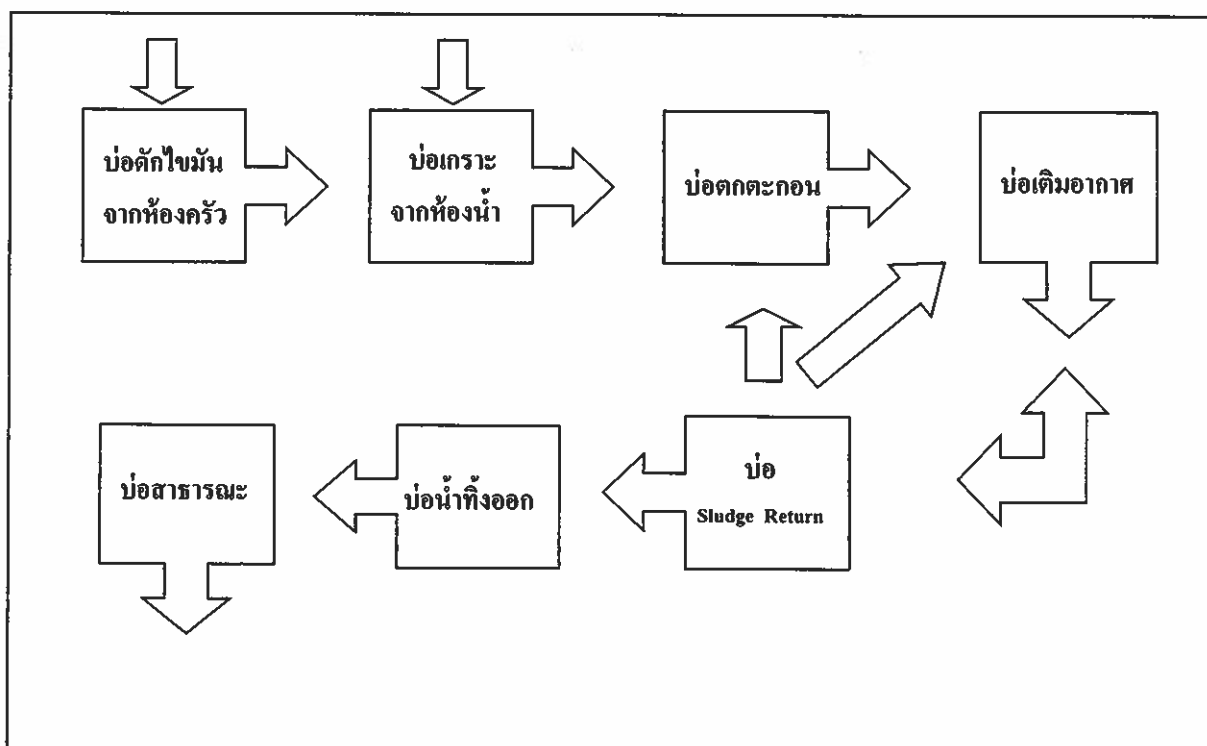 บ่อดักไขมัน
จากห้องครัว
บ่อเกราะ
จากห้องน้ำ
บ่อตกตะกอน
บ่อเติมอากาศ
บ่อสาธารณะ
บ่อน้ำทิ้งออก
บ่อ
Sludge Return